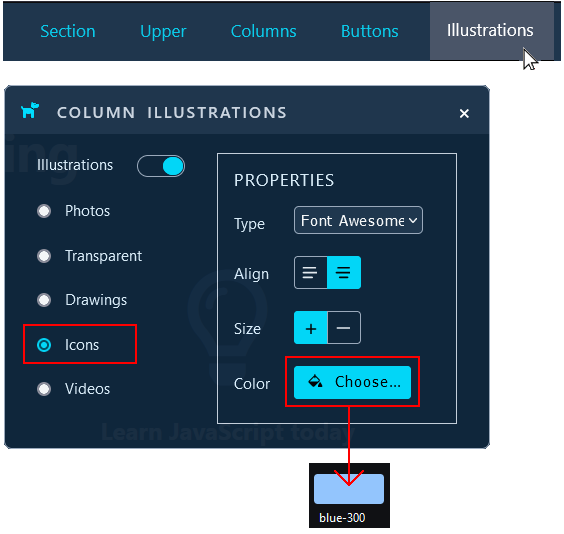 Section Upper Columns Buttons Illustrations
COLUMN ILLUSTRATIONS ×
Illustrations
Photos
Transparent
Drawings
Icons
Videos
PROPERTIES
Type Font Awesome
Align
Size + −
Color Choose...
ing
Learn JavaScript today
blue-300